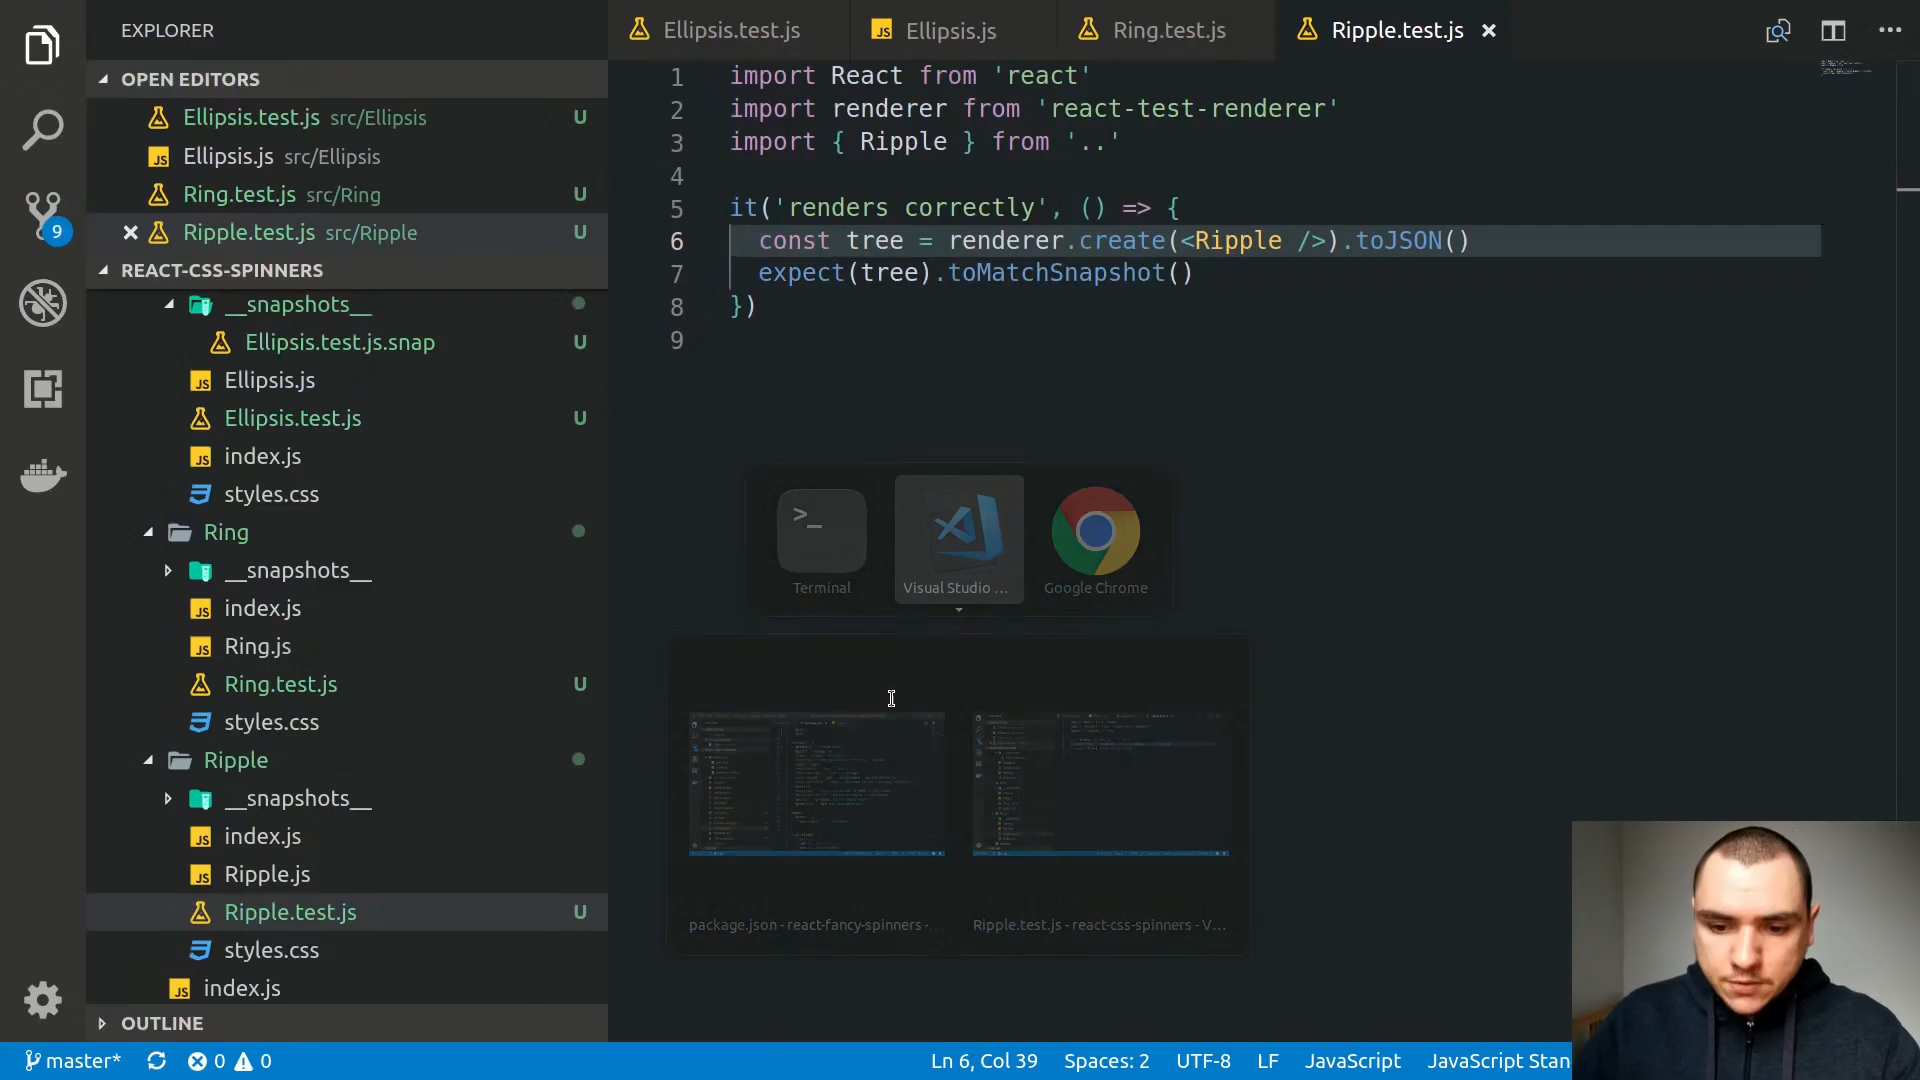 EXPLORER
OPEN EDITORS
Ellipsis.test.js src/Ellipsis U
Ellipsis.js src/Ellipsis
Ring.test.js src/Ring U
Ripple.test.js src/Ripple U
REACT-CSS-SPINNERS
__snapshots__
Ellipsis.test.js.snap U
Ellipsis.js
Ellipsis.test.js U
index.js
styles.css
Ring
__snapshots__
index.js
Ring.js
Ring.test.js U
styles.css
Ripple
__snapshots__
index.js
Ripple.js
Ripple.test.js U
styles.css
index.js
OUTLINE
9
Ellipsis.test.js Ellipsis.js Ring.test.js Ripple.test.js
1 import React from 'react'
2 import renderer from 'react-test-renderer'
3 import { Ripple } from '..'
4
5 it('renders correctly', () => {
6 const tree = renderer.create(<Ripple />).toJSON()
7 expect(tree).toMatchSnapshot()
8 })
9
Terminal Visual Studio ... Google Chrome
package.json - react-fancy-spinners -... Ripple.test.js - react-css-spinners - V...
master* 0 0 Ln 6, Col 39 Spaces: 2 UTF-8 LF JavaScript JavaScript Stan